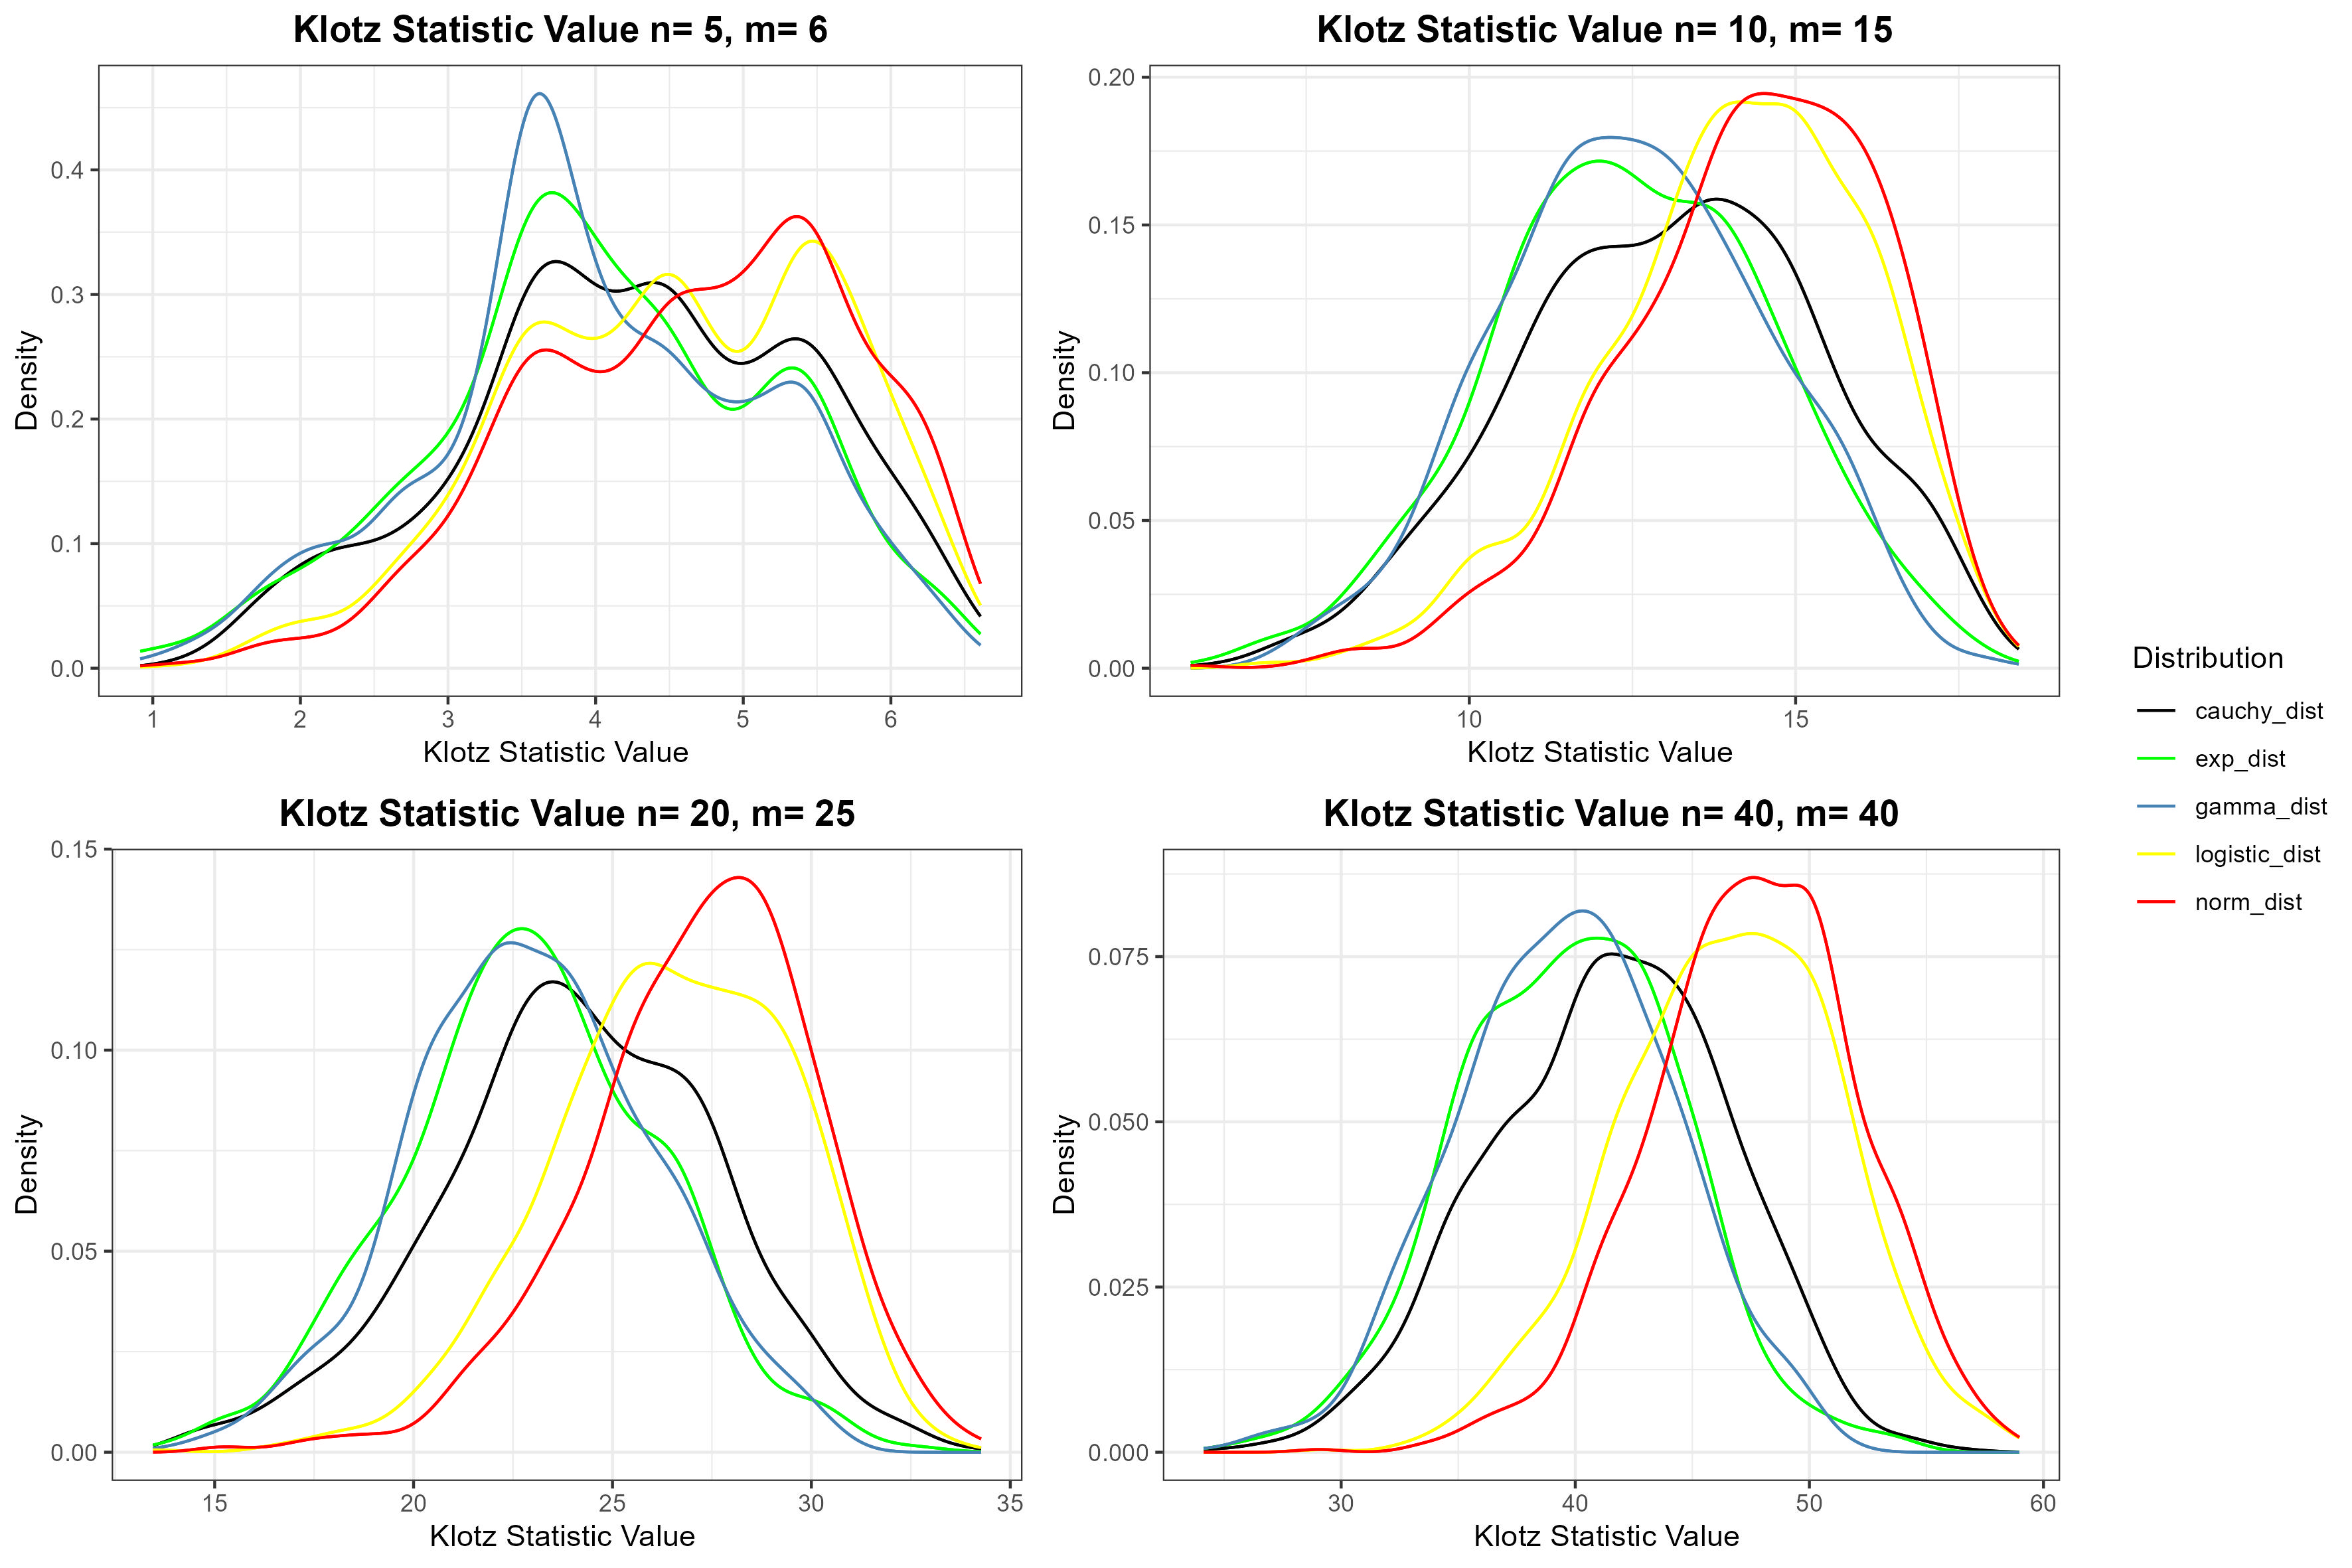 Klotz Statistic Value n= 5, m= 6
Density
0.4
0.3
0.2
0.1
0.0
1 2 3 4 5 6
Klotz Statistic Value
Klotz Statistic Value n= 10, m= 15
Density
0.20
0.15
0.10
0.05
0.00
10 15
Klotz Statistic Value
Klotz Statistic Value n= 20, m= 25
Density
0.15
0.10
0.05
0.00
15 20 25 30 35
Klotz Statistic Value
Klotz Statistic Value n= 40, m= 40
Density
0.075
0.050
0.025
0.000
30 40 50 60
Klotz Statistic Value
Distribution
cauchy_dist
exp_dist
gamma_dist
logistic_dist
norm_dist